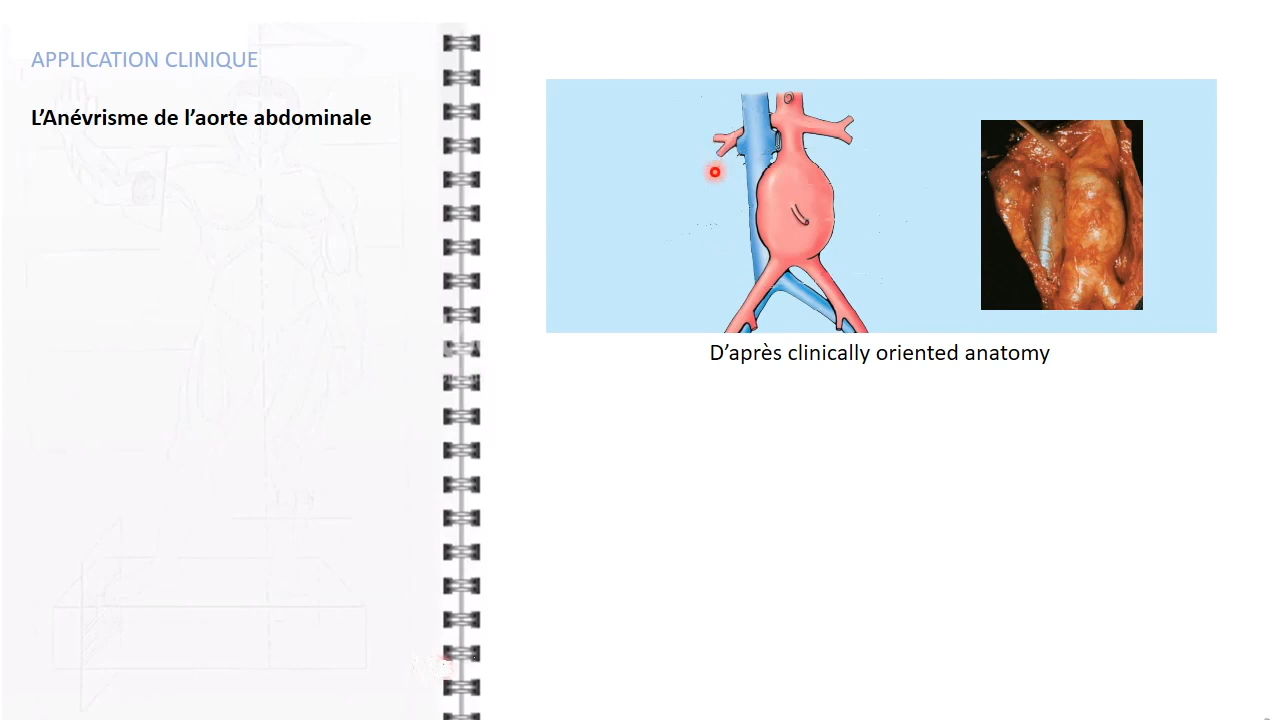 APPLICATION CLINIQUE
L’Anévrisme de l’aorte abdominale
D’après clinically oriented anatomy